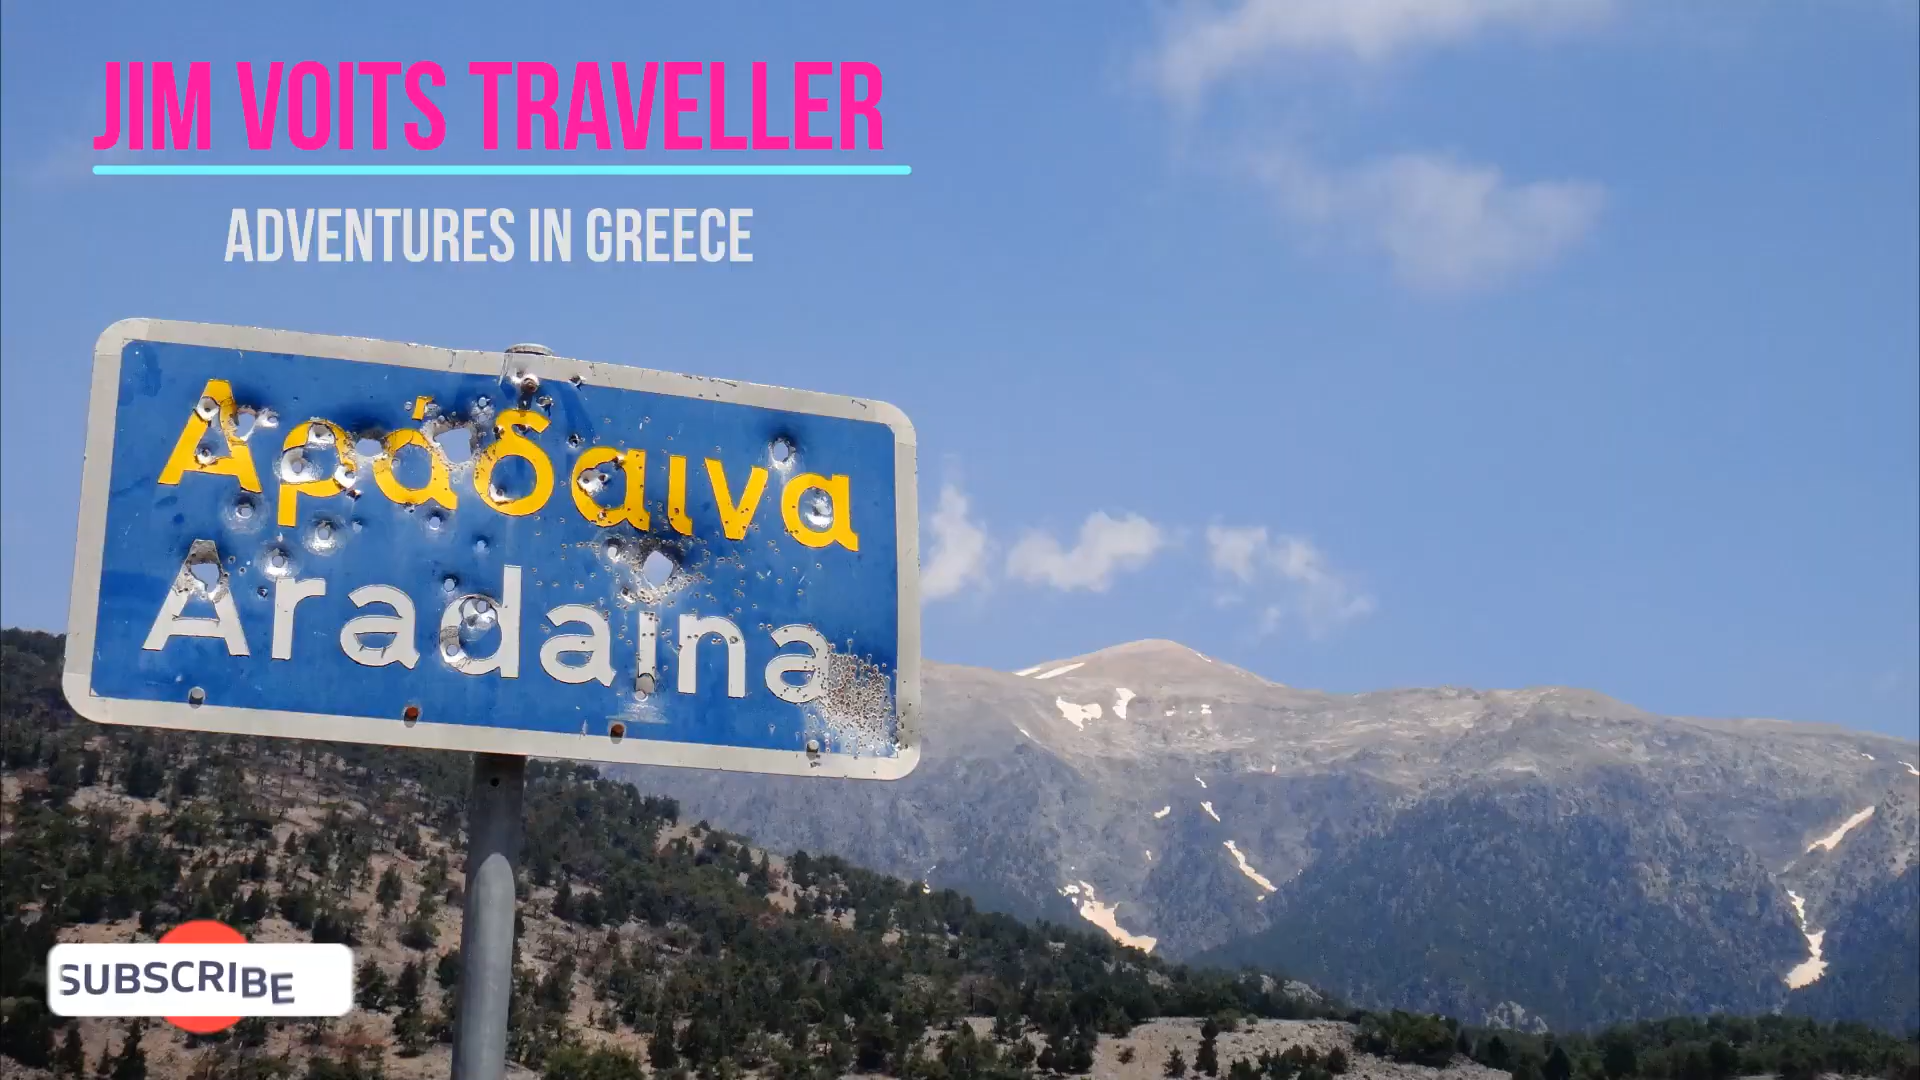 JIM VOITS TRAVELLER
ADVENTURES IN GREECE
Αράδαινα
Aradaina
SUBSCRIBE